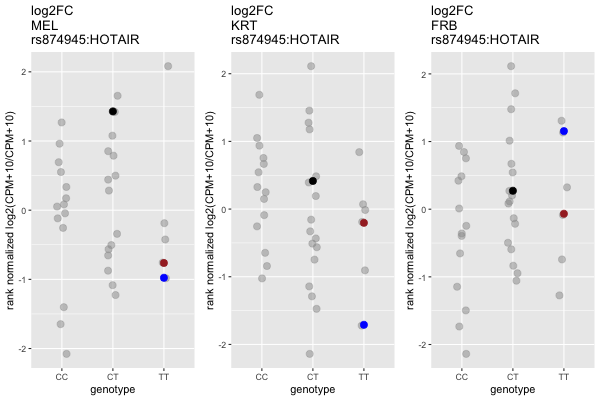 log2FC
MEL
rs874945:HOTAIR
rank normalized log2(CPM+10/CPM+10)
2
1
0
-1
-2
CC
CT
TT
genotype
log2FC
KRT
rs874945:HOTAIR
rank normalized log2(CPM+10/CPM+10)
2
1
0
-1
-2
CC
CT
TT
genotype
log2FC
FRB
rs874945:HOTAIR
rank normalized log2(CPM+10/CPM+10)
2
1
0
-1
-2
CC
CT
TT
genotype